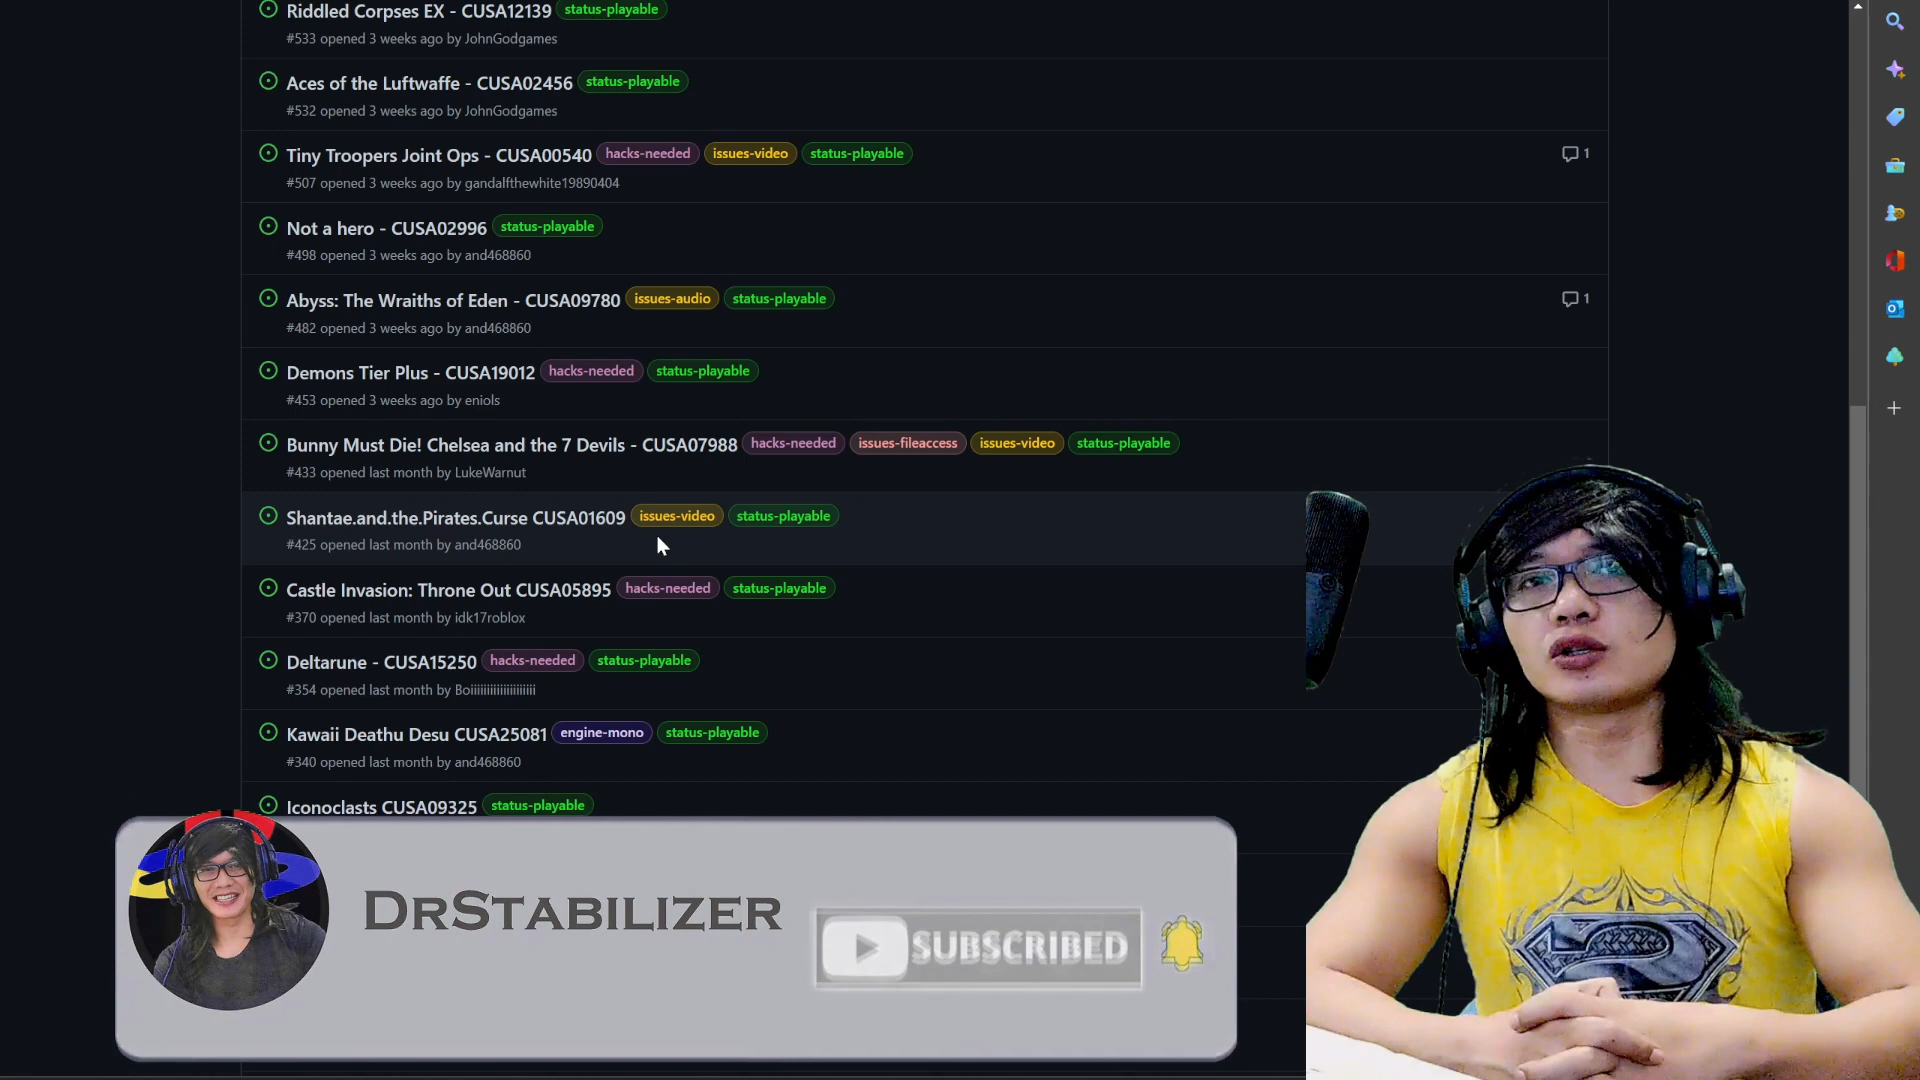 Riddled Corpses EX - CUSA12139 status-playable
#533 opened 3 weeks ago by JohnGodgames
Aces of the Luftwaffe - CUSA02456 status-playable
#532 opened 3 weeks ago by JohnGodgames
Tiny Troopers Joint Ops - CUSA00540 hacks-needed issues-video status-playable 1
#507 opened 3 weeks ago by gandalfthewhite19890404
Not a hero - CUSA02996 status-playable
#498 opened 3 weeks ago by and468860
Abyss: The Wraiths of Eden - CUSA09780 issues-audio status-playable 1
#482 opened 3 weeks ago by and468860
Demons Tier Plus - CUSA19012 hacks-needed status-playable
#453 opened 3 weeks ago by eniols
Bunny Must Die! Chelsea and the 7 Devils - CUSA07988 hacks-needed issues-fileaccess issues-video status-playable
#433 opened last month by LukeWarnut
Shantae.and.the.Pirates.Curse CUSA01609 issues-video status-playable
#425 opened last month by and468860
Castle Invasion: Throne Out CUSA05895 hacks-needed status-playable
#370 opened last month by idk17roblox
Deltarune - CUSA15250 hacks-needed status-playable
#354 opened last month by Boiiiiiiiiiiiiiiiiiii
Kawaii Deathu Desu CUSA25081 engine-mono status-playable
#340 opened last month by and468860
Iconoclasts CUSA09325 status-playable
DRSTABILIZER
SUBSCRIBED